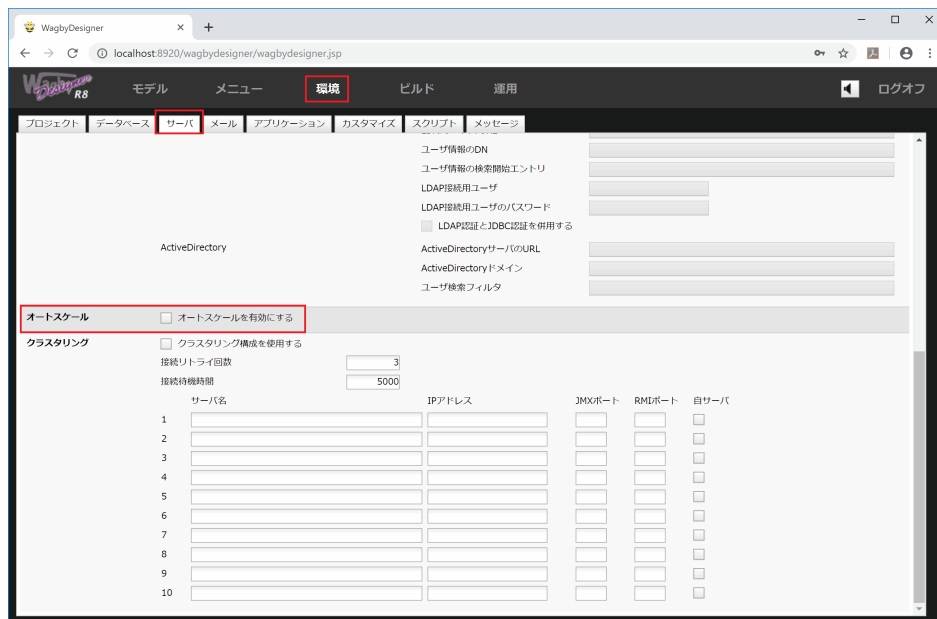 WagbyDesigner
localhost:8920/wagbydesigner/wagbydesigner.jsp
Wagby Designer R8 モデル メニュー 環境 ビルド 運用 ログオフ
プロジェクト データベース サーバ メール アプリケーション カスタマイズ スクリプト メッセージ
ユーザ情報のDN
ユーザ情報の検索開始エントリ
LDAP接続用ユーザ
LDAP接続用ユーザのパスワード
LDAP認証とJDBC認証を併用する
ActiveDirectory ActiveDirectoryサーバのURL
ActiveDirectoryドメイン
ユーザ検索フィルタ
オートスケール オートスケールを有効にする
クラスタリング クラスタリング構成を使用する
接続リトライ回数 3
接続待機時間 5000
サーバ名 IPアドレス JMXポート RMIポート 自サーバ
1
2
3
4
5
6
7
8
9
10